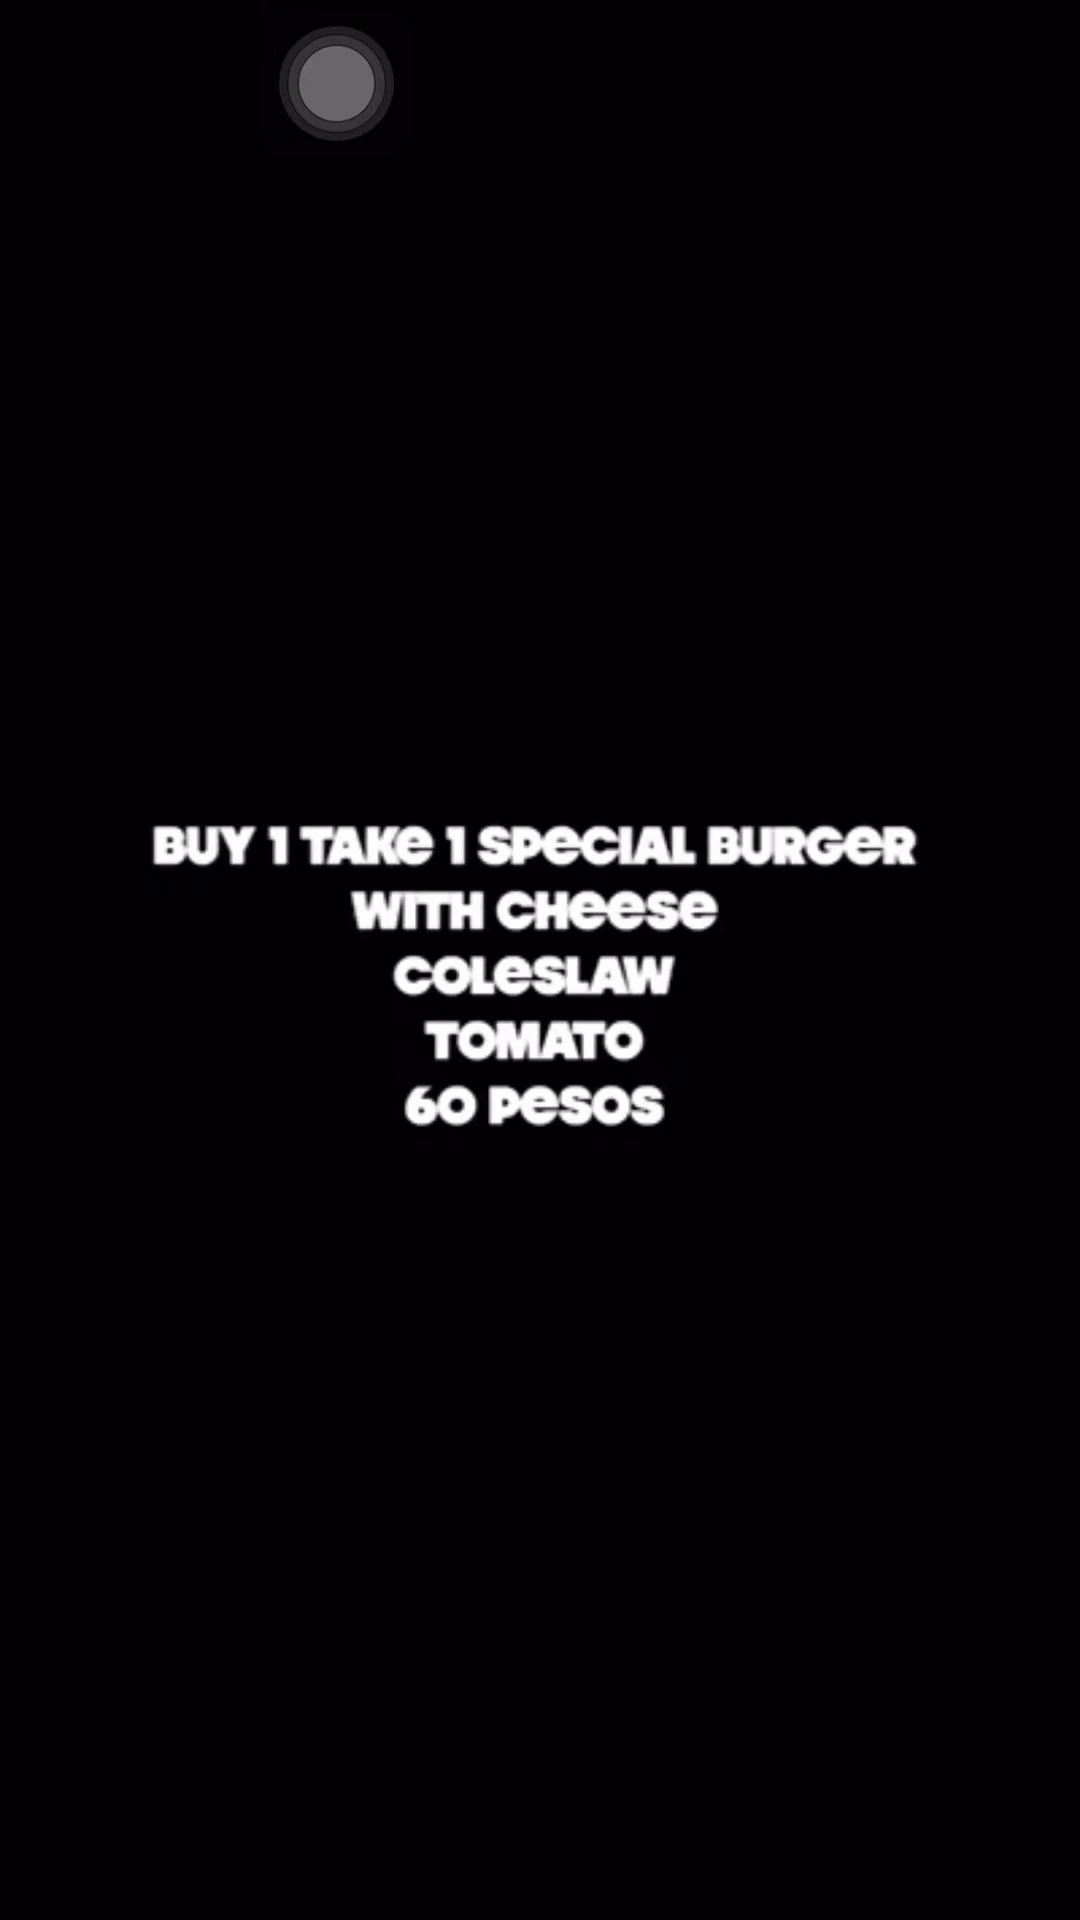 BUY 1 TAKe 1 SPeCIAL BURGeR
WITH CHeese
COLeSLAW
TOMATO
60 Pesos